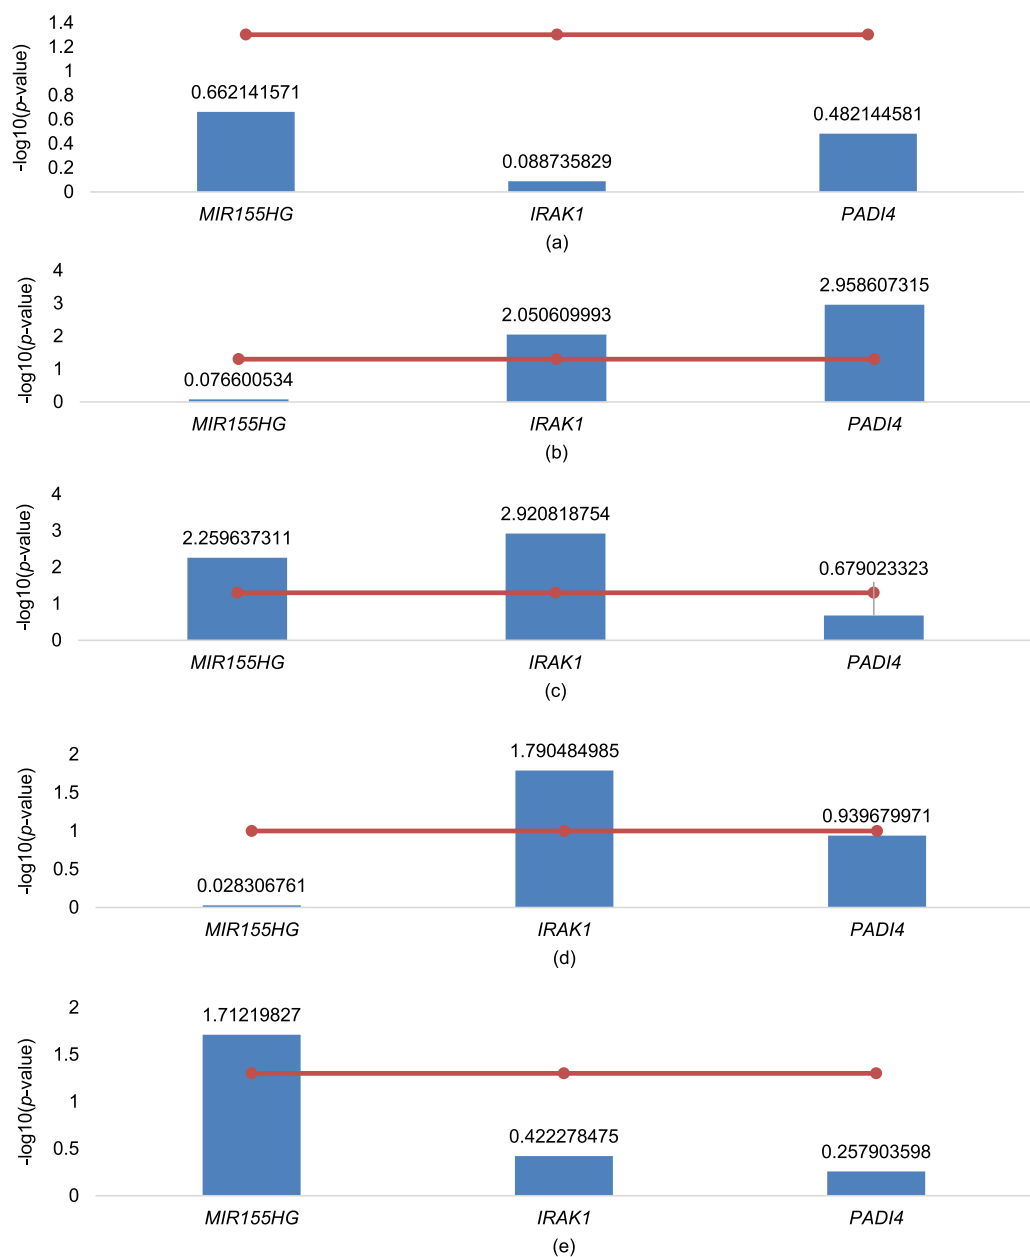 -log10(p-value)
1.4
1.2
1
0.8
0.6
0.4
0.2
0
0.662141571
0.088735829
0.482144581
MIR155HG IRAK1 PADI4
(a)
-log10(p-value)
4
3
2
1
0
0.076600534
2.050609993
2.958607315
MIR155HG IRAK1 PADI4
(b)
-log10(p-value)
4
3
2
1
0
2.259637311
2.920818754
0.679023323
MIR155HG IRAK1 PADI4
(c)
-log10(p-value)
2
1.5
1
0.5
0
0.028306761
1.790484985
0.939679971
MIR155HG IRAK1 PADI4
(d)
-log10(p-value)
2
1.5
1
0.5
0
1.71219827
0.422278475
0.257903598
MIR155HG IRAK1 PADI4
(e)